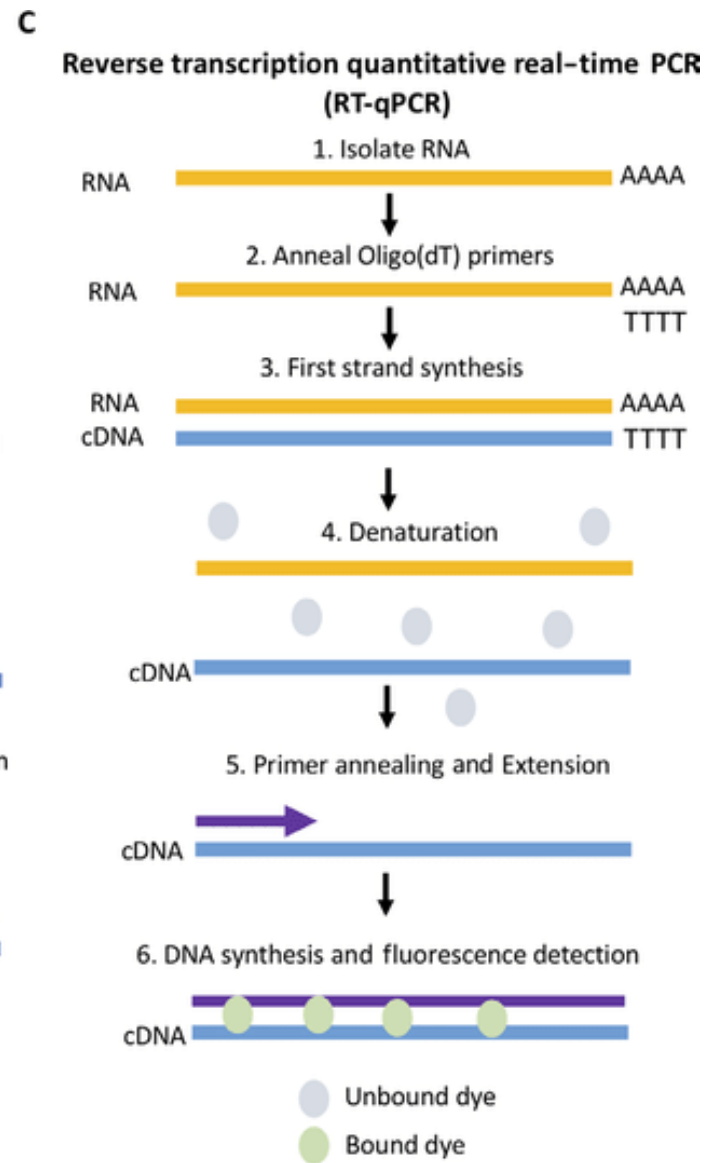 C
Reverse transcription quantitative real-time PCR
(RT-qPCR)
1. Isolate RNA
RNA AAAA
2. Anneal Oligo(dT) primers
RNA AAAA
TTTT
3. First strand synthesis
RNA AAAA
cDNA TTTT
4. Denaturation
cDNA
5. Primer annealing and Extension
cDNA
6. DNA synthesis and fluorescence detection
cDNA
Unbound dye
Bound dye